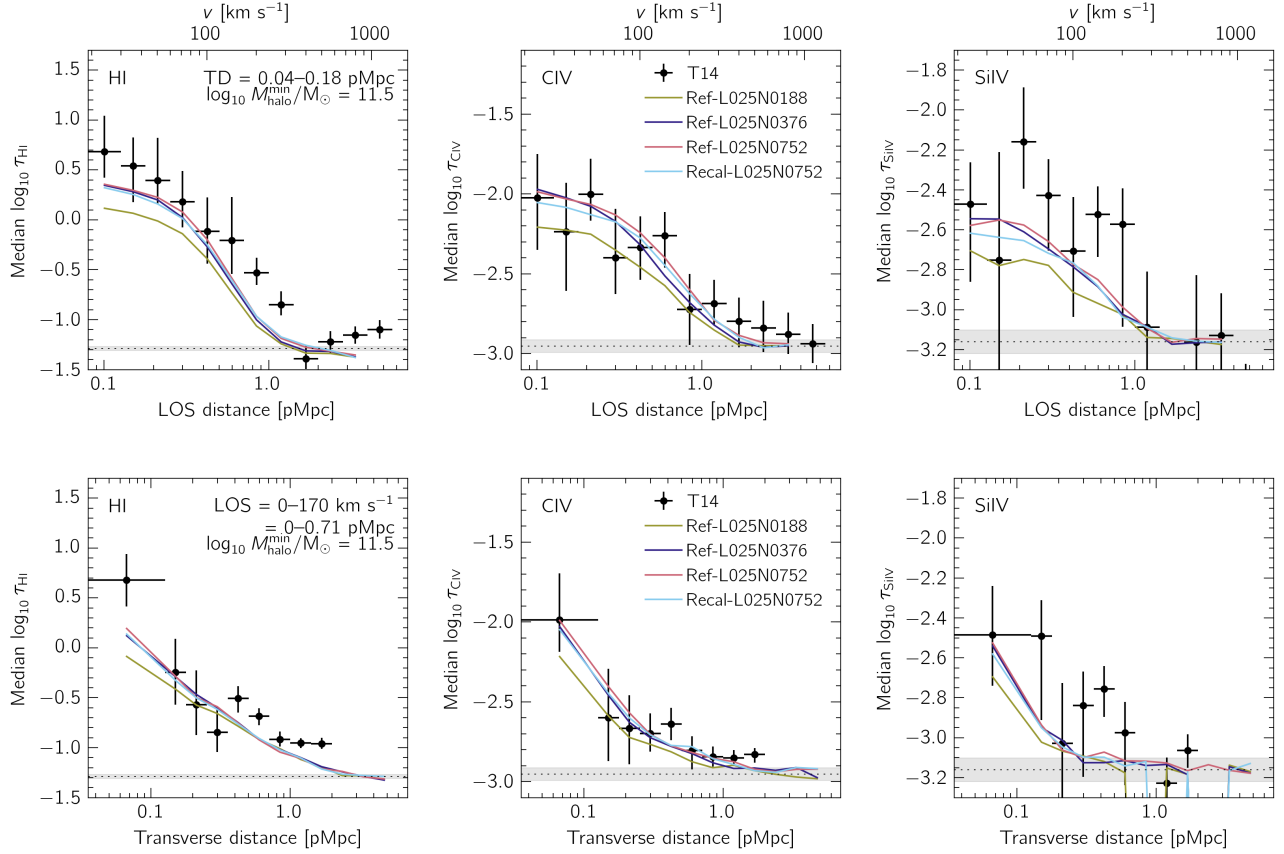 v [km s⁻¹]
v [km s⁻¹]
v [km s⁻¹]
100 1000
100 1000
100 1000
HI
TD = 0.04–0.18 pMpc
log₁₀ M_halo^min/M☉ = 11.5
1.5
1.0
0.5
0.0
−0.5
−1.0
−1.5
Median log₁₀ τ_HI
0.1 1.0
LOS distance [pMpc]
CIV
T14
Ref-L025N0188
Ref-L025N0376
Ref-L025N0752
Recal-L025N0752
−1.5
−2.0
−2.5
−3.0
Median log₁₀ τ_CIV
0.1 1.0
LOS distance [pMpc]
SiIV
−1.8
−2.0
−2.2
−2.4
−2.6
−2.8
−3.0
−3.2
Median log₁₀ τ_SiIV
0.1 1.0
LOS distance [pMpc]
HI
LOS = 0–170 km s⁻¹
= 0–0.71 pMpc
log₁₀ M_halo^min/M☉ = 11.5
1.5
1.0
0.5
0.0
−0.5
−1.0
−1.5
Median log₁₀ τ_HI
0.1 1.0
Transverse distance [pMpc]
CIV
T14
Ref-L025N0188
Ref-L025N0376
Ref-L025N0752
Recal-L025N0752
−1.5
−2.0
−2.5
−3.0
Median log₁₀ τ_CIV
0.1 1.0
Transverse distance [pMpc]
SiIV
−1.8
−2.0
−2.2
−2.4
−2.6
−2.8
−3.0
−3.2
Median log₁₀ τ_SiIV
0.1 1.0
Transverse distance [pMpc]